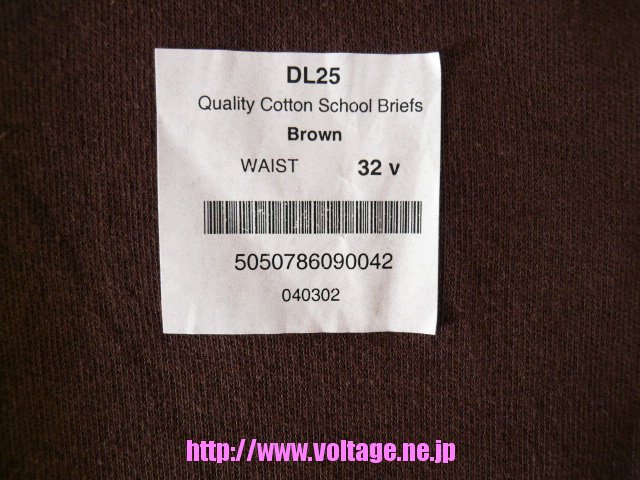 DL25
Quality Cotton School Briefs
Brown
WAIST 32 v
5050786090042
040302
http://www.voltage.ne.jp